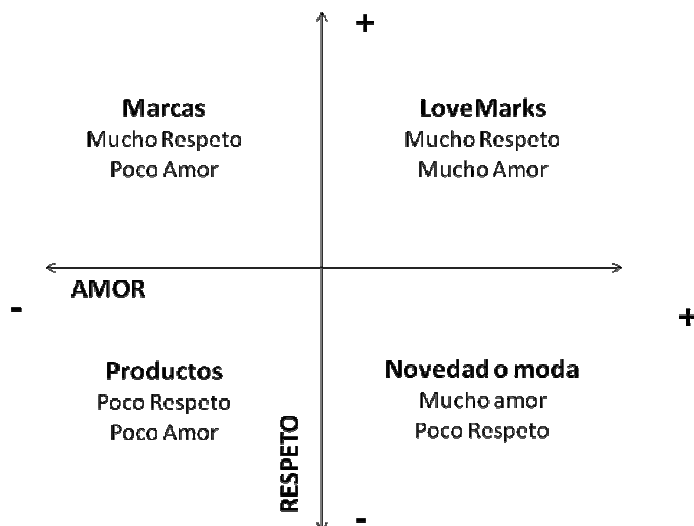 +
Marcas
Mucho Respeto
Poco Amor
LoveMarks
Mucho Respeto
Mucho Amor
AMOR
-
+
Productos
Poco Respeto
Poco Amor
Novedad o moda
Mucho amor
Poco Respeto
RESPETO
-